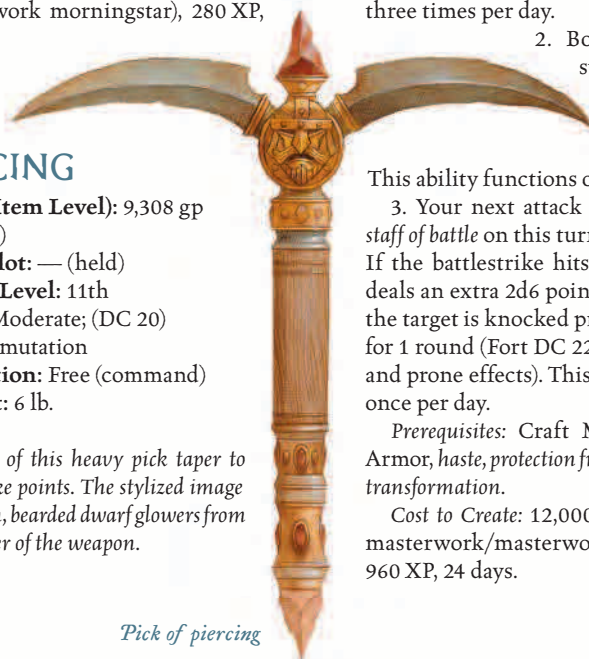 work morningstar), 280 XP,
CING
Item Level): 9,308 gp
)
lot: — (held)
Level: 11th
Moderate; (DC 20)
mutation
tion: Free (command)
t: 6 lb.
of this heavy pick taper to
ke points. The stylized image
, bearded dwarf glowers from
er of the weapon.
Pick of piercing
three times per day.
2. Bo
s
This ability functions o
3. Your next attack
staff of battle on this turn
If the battlestrike hits
deals an extra 2d6 poin
the target is knocked pr
for 1 round (Fort DC 22
and prone effects). This
once per day.
Prerequisites: Craft M
Armor, haste, protection f
transformation.
Cost to Create: 12,000
masterwork/masterwo
960 XP, 24 days.